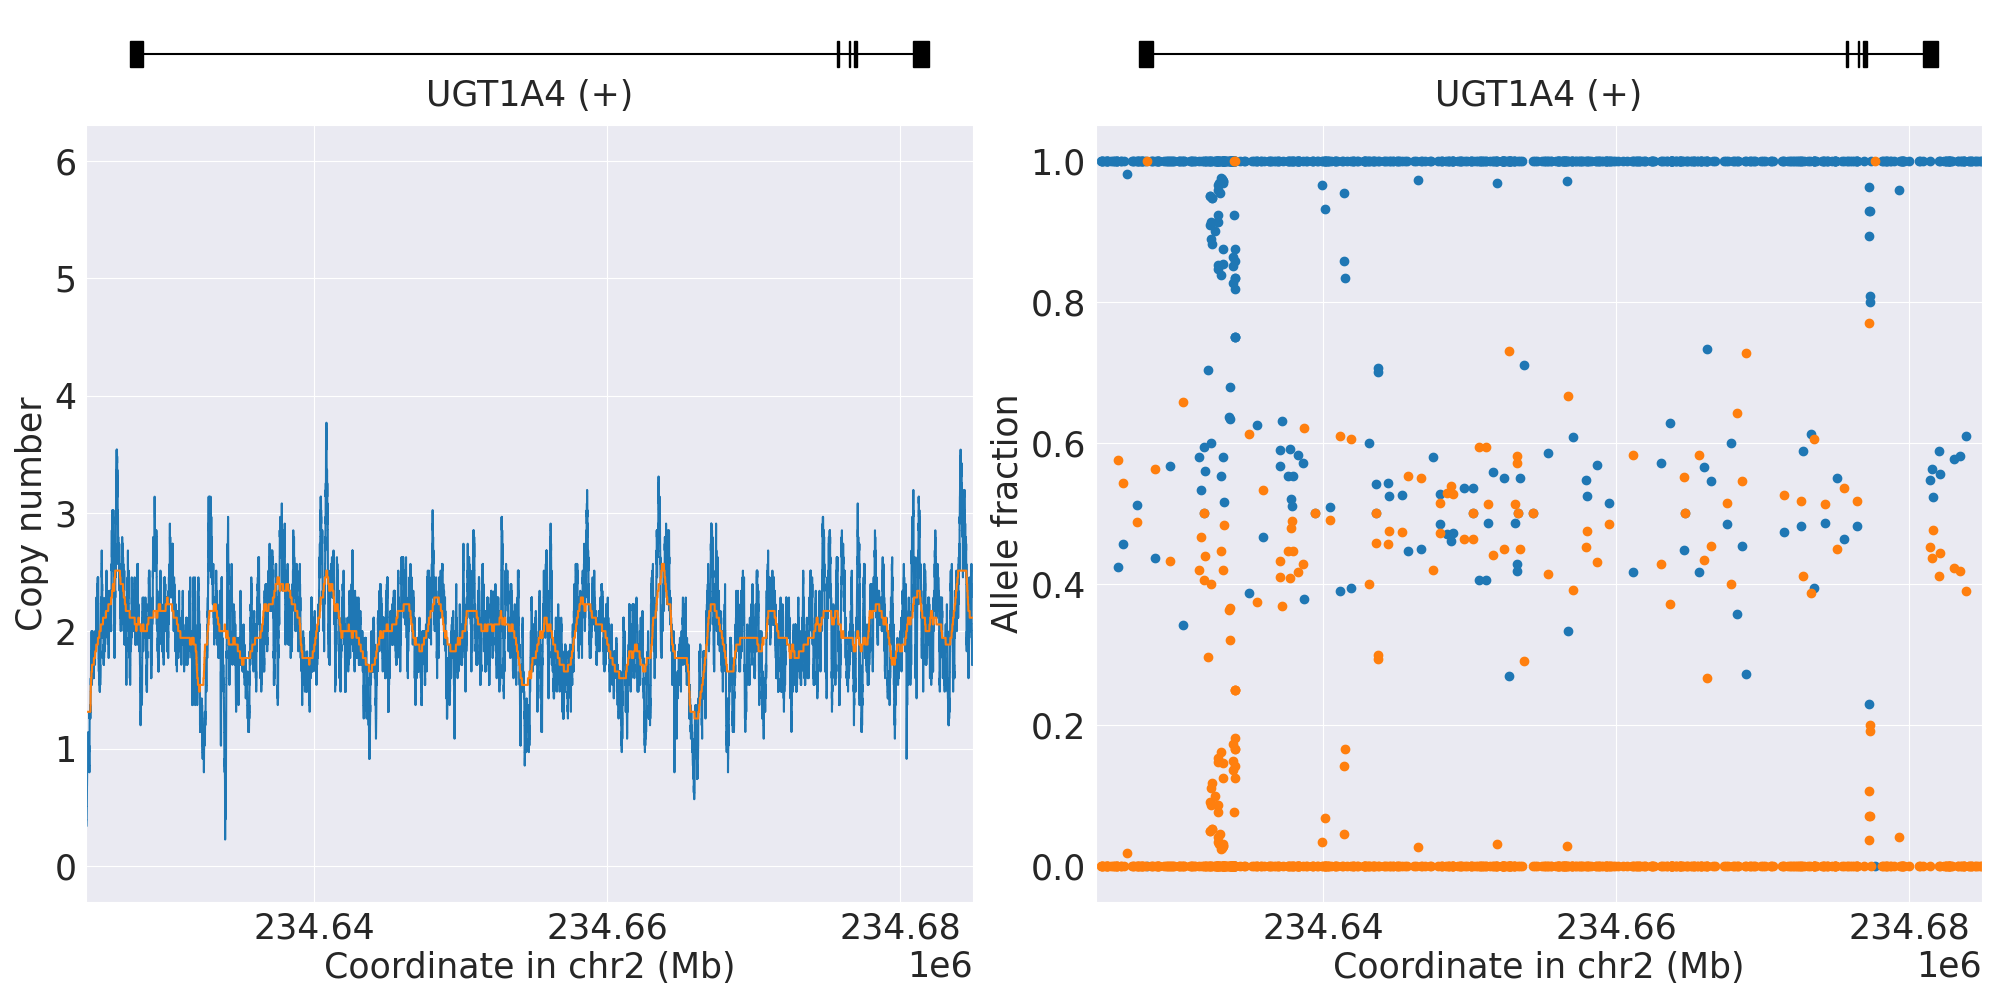 UGT1A4 (+)
6
5
4
3
2
1
0
Copy number
234.64 234.66 234.68
Coordinate in chr2 (Mb) 1e6
UGT1A4 (+)
1.0
0.8
0.6
0.4
0.2
0.0
Allele fraction
234.64 234.66 234.68
Coordinate in chr2 (Mb) 1e6